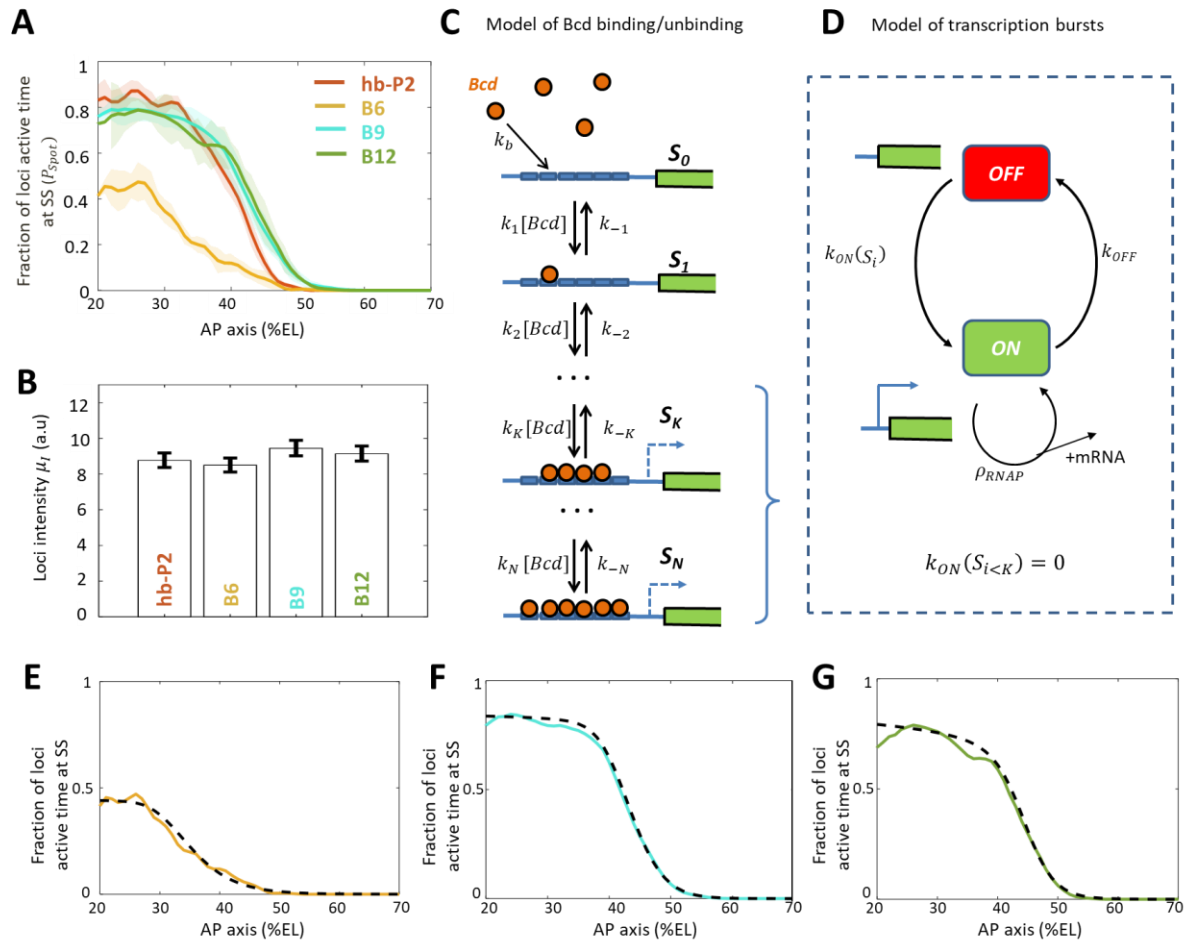 A
Fraction of loci active time
at SS (P_Spot)
1
0.8
0.6
0.4
0.2
0
hb-P2
B6
B9
B12
20 30 40 50 60 70
AP axis (%EL)
B
Loci intensity μ_I (a.u)
12
10
8
6
4
2
0
hb-P2
B6
B9
B12
C Model of Bcd binding/unbinding
Bcd
k_b
S_0
k_1[Bcd] k_{-1}
S_1
k_2[Bcd] k_{-2}
...
k_K[Bcd] k_{-K}
S_K
...
k_N[Bcd] k_{-N}
S_N
D Model of transcription bursts
OFF
k_ON(S_i)
k_OFF
ON
+mRNA
ρ_RNAP
k_ON(S_{i<K}) = 0
E
Fraction of loci
active time at SS
1
0.5
0
20 30 40 50 60 70
AP axis (%EL)
F
Fraction of loci
active time at SS
1
0.5
0
20 30 40 50 60 70
AP axis (%EL)
G
Fraction of loci
active time at SS
1
0.5
0
20 30 40 50 60 70
AP axis (%EL)